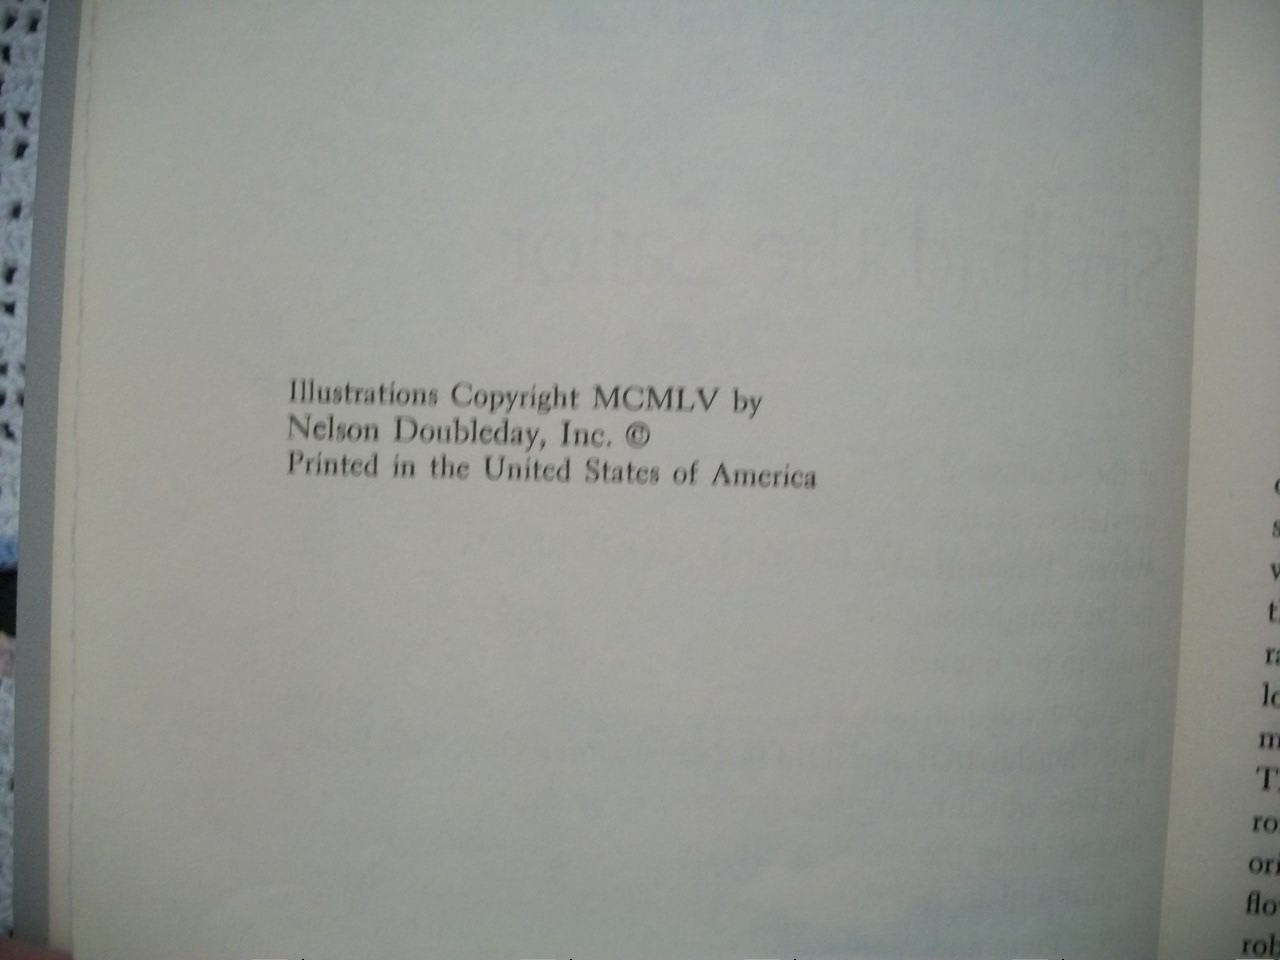 Illustrations Copyright MCMLV by
Nelson Doubleday, Inc. ©
Printed in the United States of America